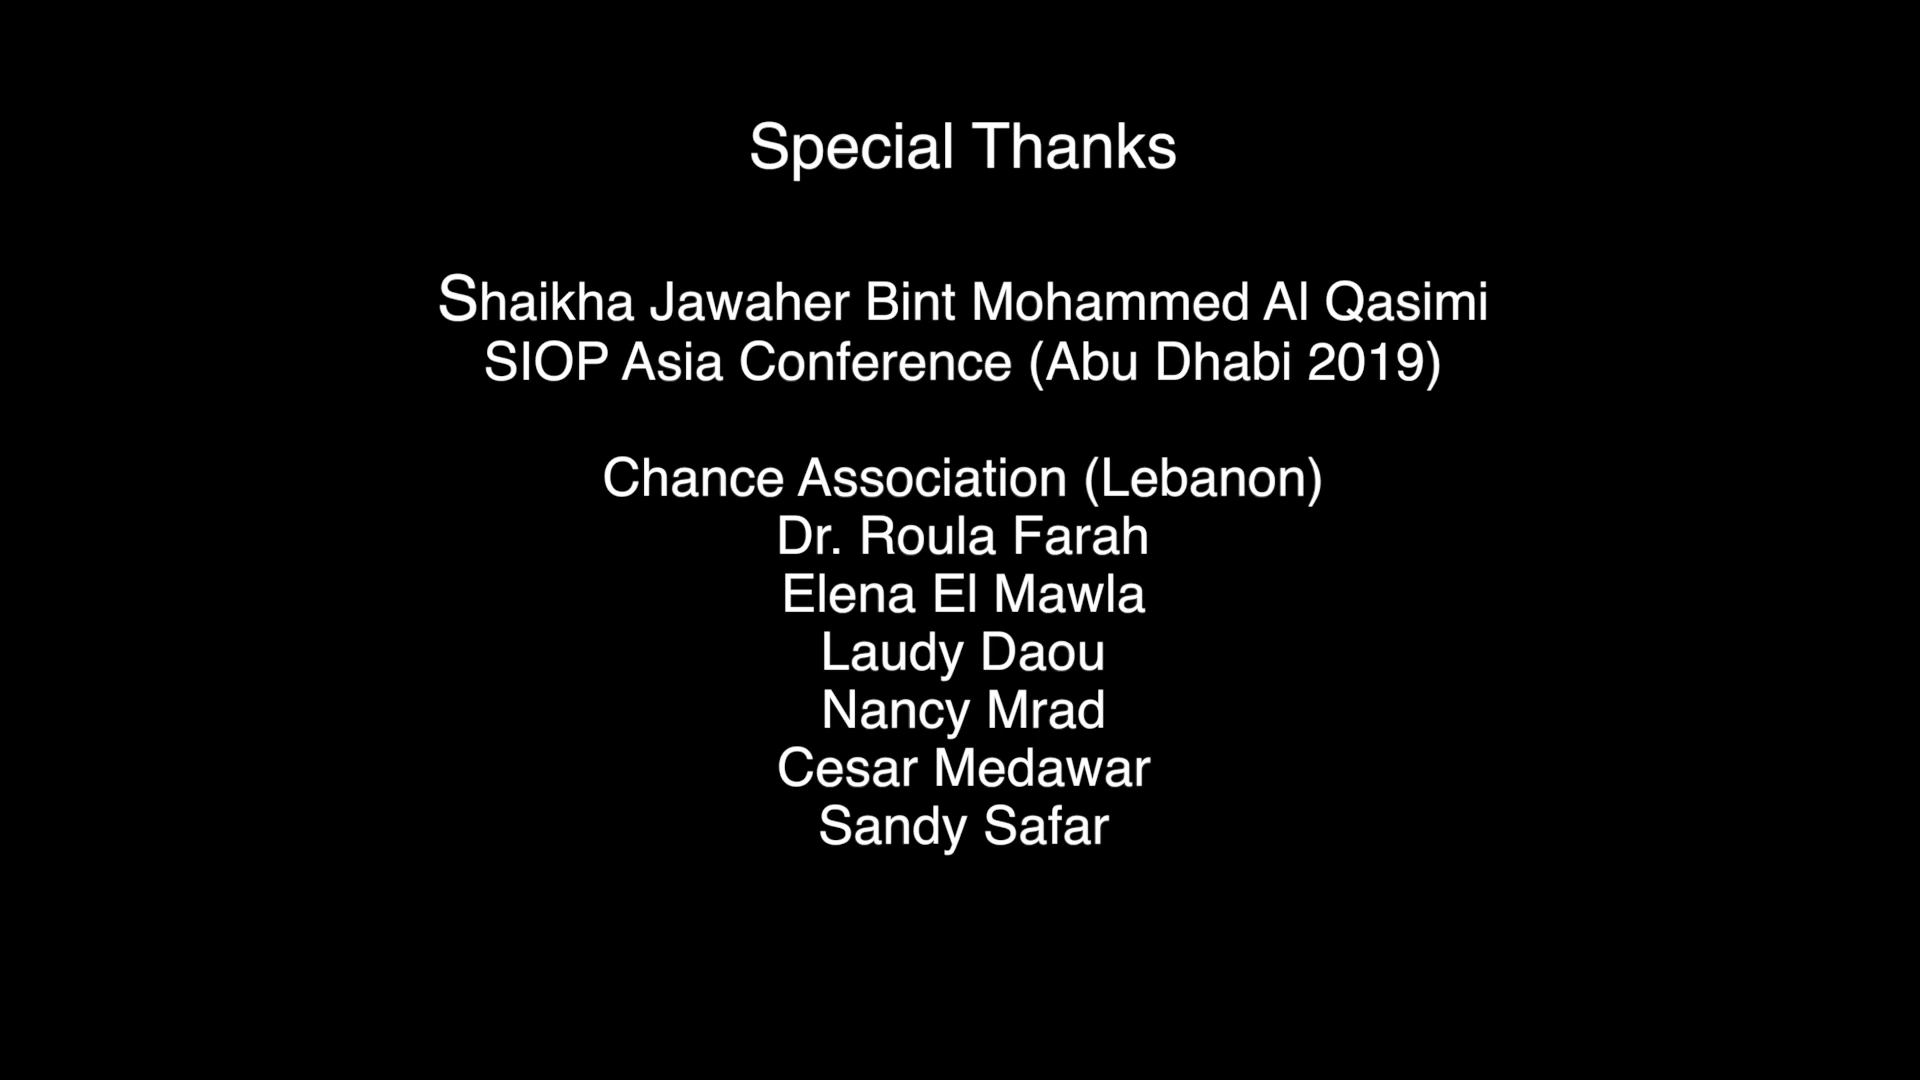 Special Thanks
Shaikha Jawaher Bint Mohammed Al Qasimi
SIOP Asia Conference (Abu Dhabi 2019)
Chance Association (Lebanon)
Dr. Roula Farah
Elena El Mawla
Laudy Daou
Nancy Mrad
Cesar Medawar
Sandy Safar